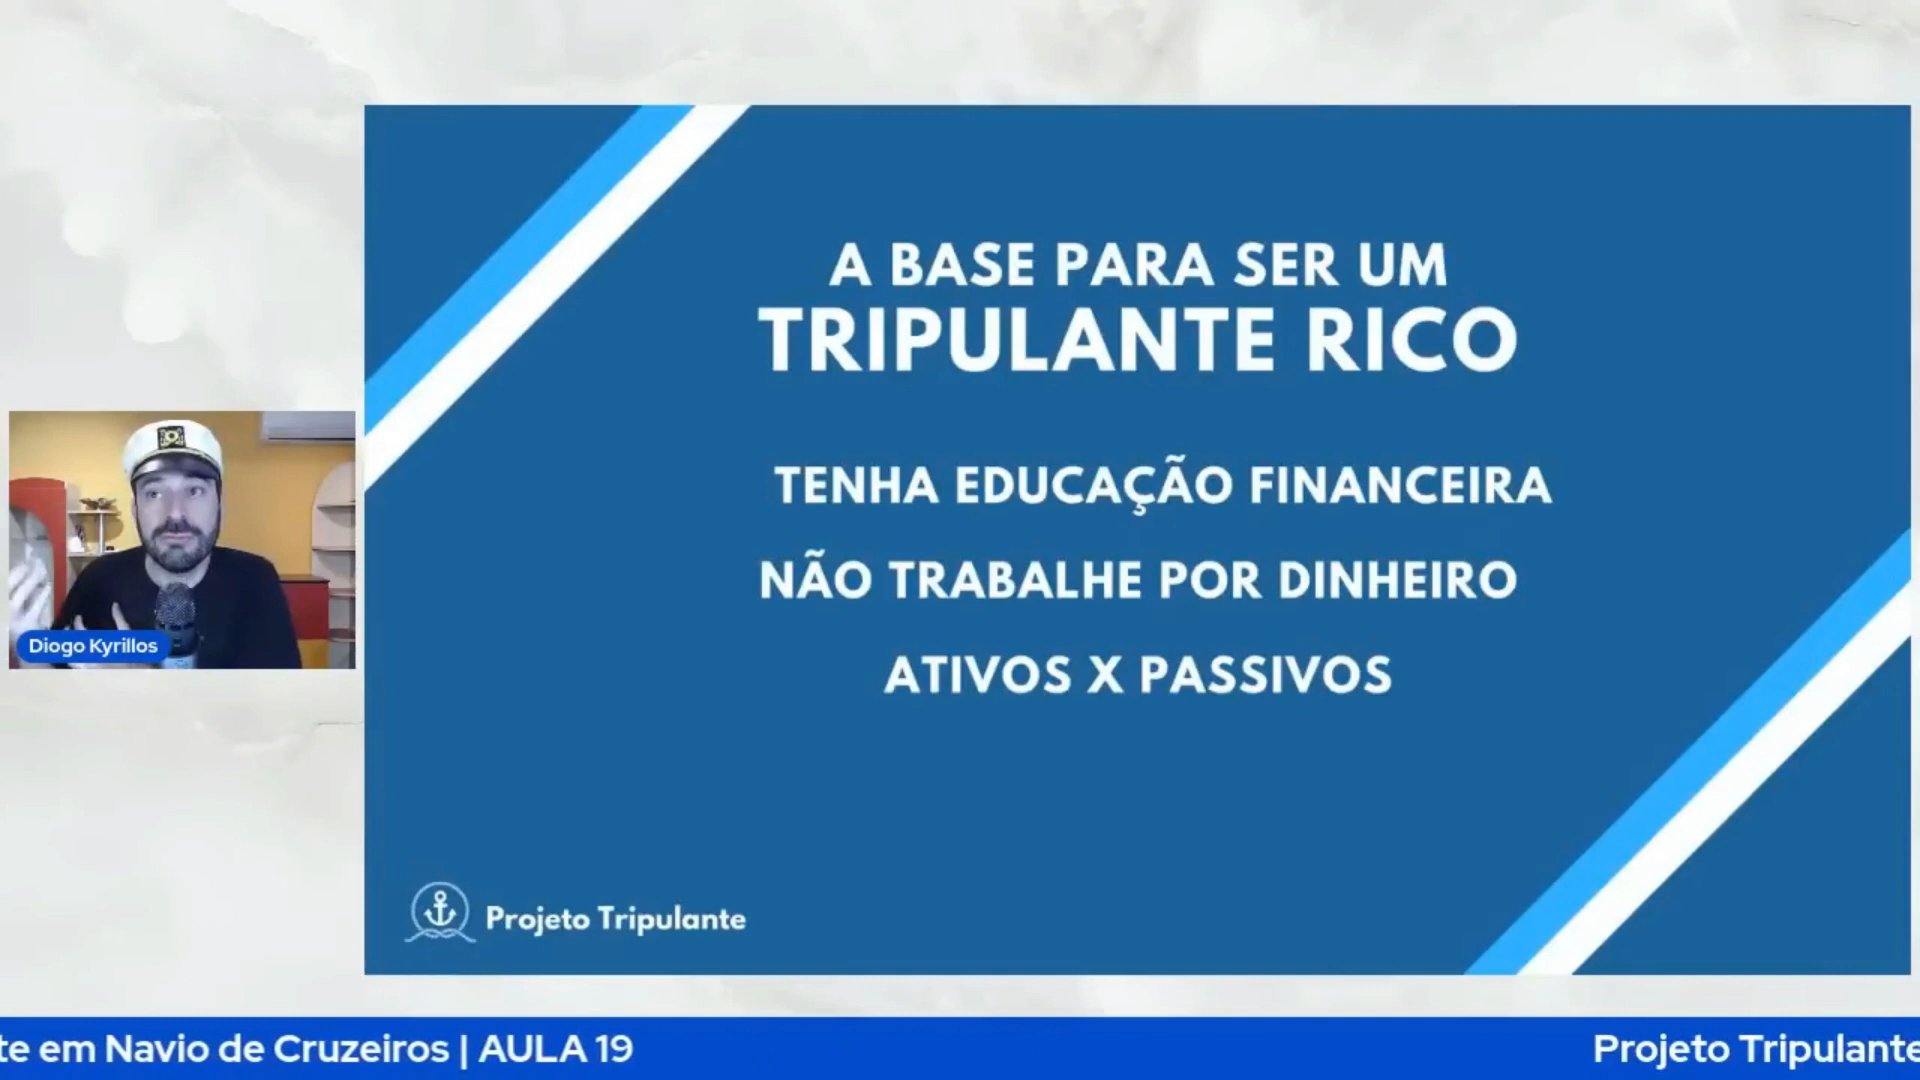 A BASE PARA SER UM
TRIPULANTE RICO
TENHA EDUCAÇÃO FINANCEIRA
NÃO TRABALHE POR DINHEIRO
ATIVOS X PASSIVOS
Diogo Kyrillos
Projeto Tripulante
te em Navio de Cruzeiros | AULA 19
Projeto Tripulante